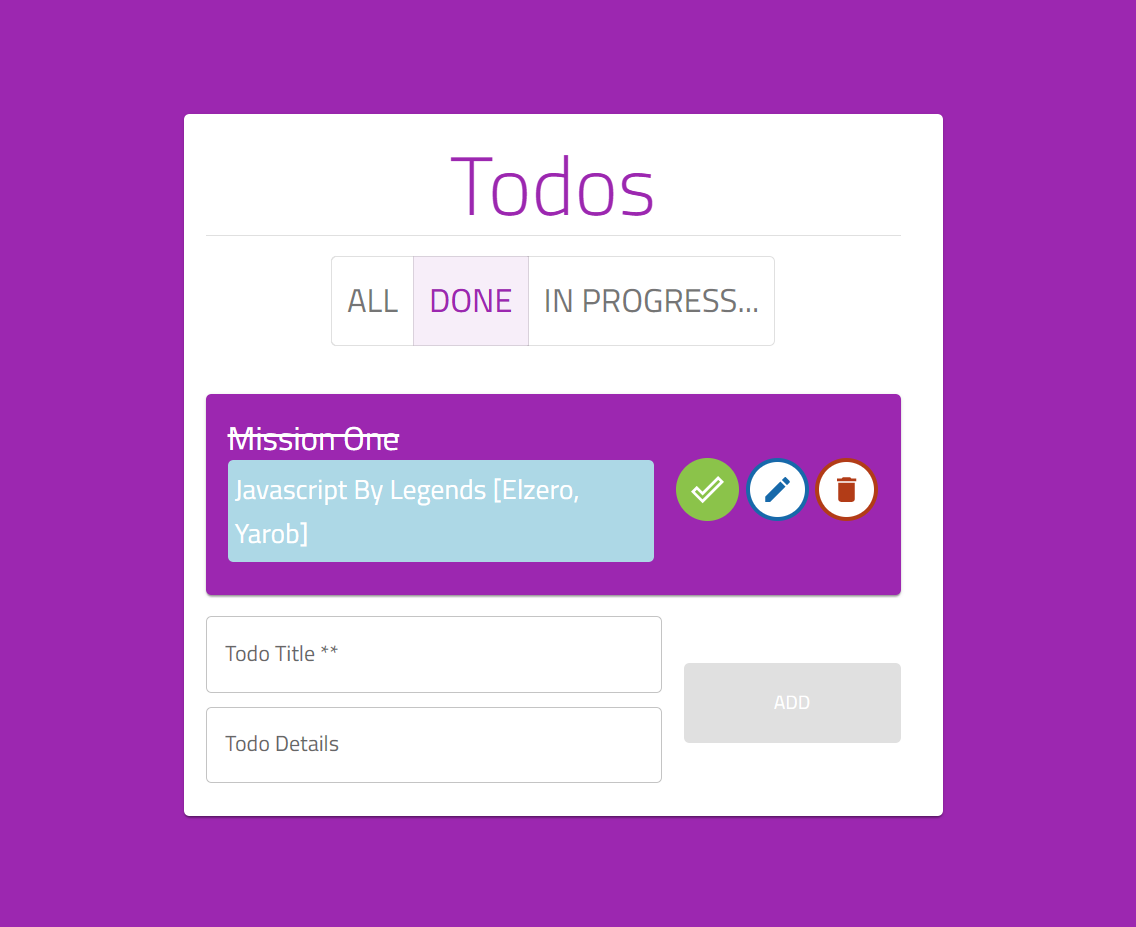 Todos
ALL DONE IN PROGRESS...
Mission One
Javascript By Legends [Elzero,
Yarob]
Todo Title **
ADD
Todo Details